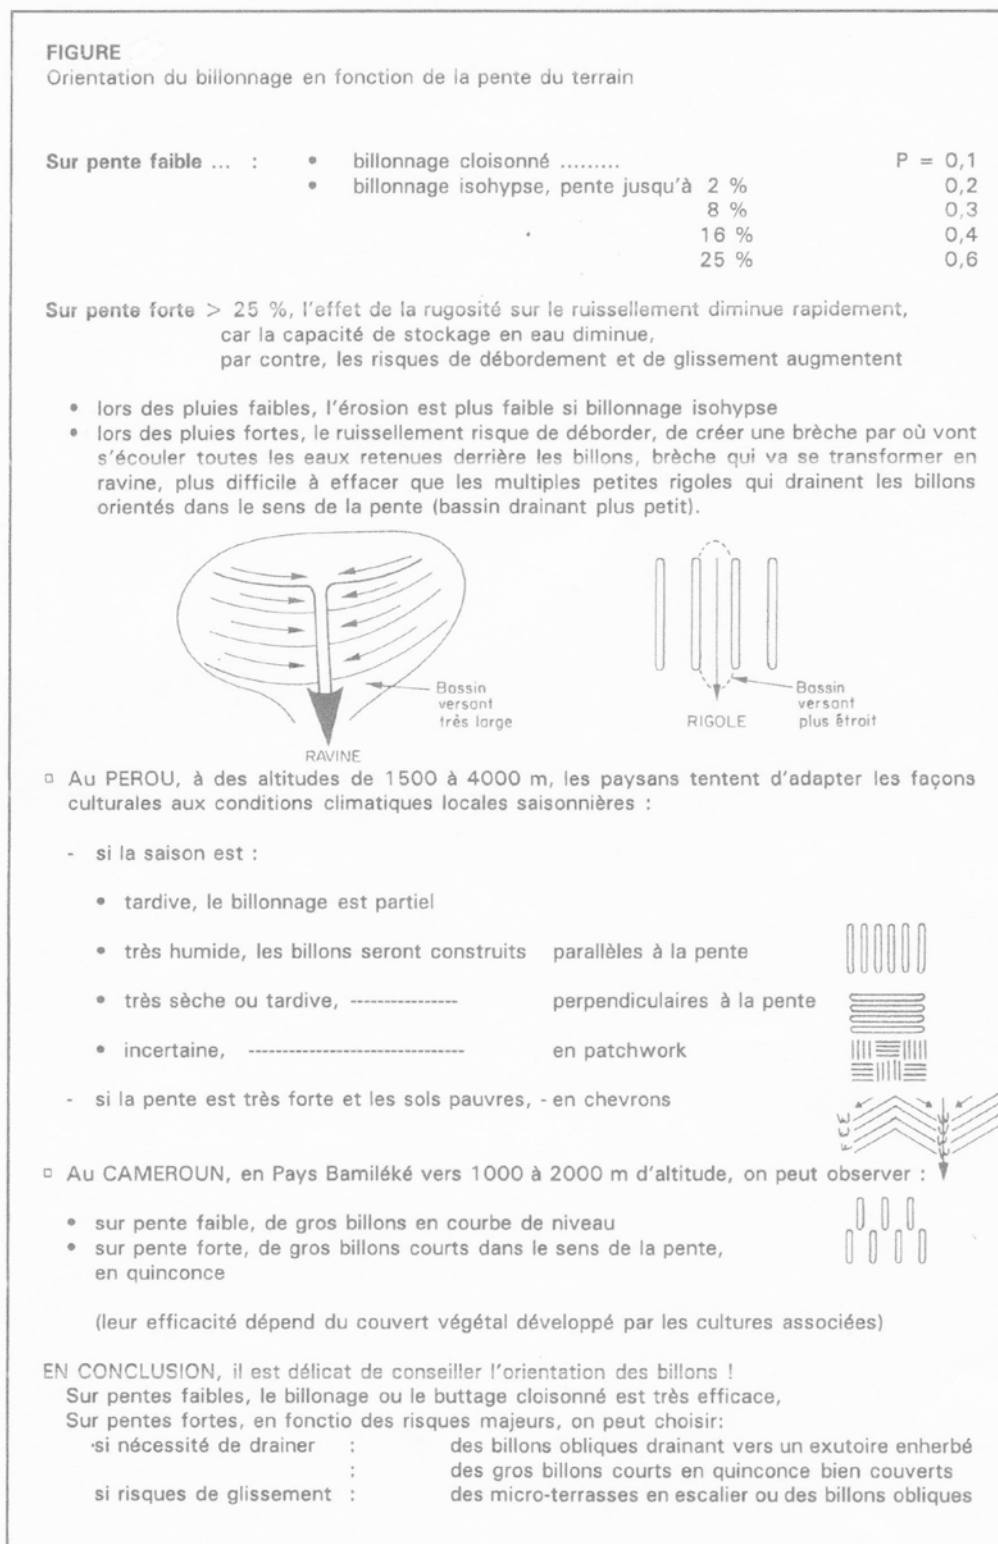 FIGURE
Orientation du billonnage en fonction de la pente du terrain
Sur pente faible ... : • billonnage cloisonné ......... P = 0,1
• billonnage isohypse, pente jusqu'à 2 % 0,2
8 % 0,3
16 % 0,4
25 % 0,6
Sur pente forte > 25 %, l'effet de la rugosité sur le ruissellement diminue rapidement,
car la capacité de stockage en eau diminue,
par contre, les risques de débordement et de glissement augmentent
• lors des pluies faibles, l'érosion est plus faible si billonnage isohypse
• lors des pluies fortes, le ruissellement risque de déborder, de créer une brèche par où vont
s'écouler toutes les eaux retenues derrière les billons, brèche qui va se transformer en
ravine, plus difficile à effacer que les multiples petites rigoles qui drainent les billons
orientés dans le sens de la pente (bassin drainant plus petit).
Bassin
versant
très large
RAVINE
RIGOLE
Bassin
versant
plus étroit
▫ Au PEROU, à des altitudes de 1500 à 4000 m, les paysans tentent d'adapter les façons
culturales aux conditions climatiques locales saisonnières :
- si la saison est :
• tardive, le billonnage est partiel
• très humide, les billons seront construits parallèles à la pente
• très sèche ou tardive, ---------------- perpendiculaires à la pente
• incertaine, -------------------------------- en patchwork
- si la pente est très forte et les sols pauvres, - en chevrons
▫ Au CAMEROUN, en Pays Bamiléké vers 1000 à 2000 m d'altitude, on peut observer :
• sur pente faible, de gros billons en courbe de niveau
• sur pente forte, de gros billons courts dans le sens de la pente,
en quinconce
(leur efficacité dépend du couvert végétal développé par les cultures associées)
EN CONCLUSION, il est délicat de conseiller l'orientation des billons !
Sur pentes faibles, le billonage ou le buttage cloisonné est très efficace,
Sur pentes fortes, en fonctio des risques majeurs, on peut choisir:
si nécessité de drainer : des billons obliques drainant vers un exutoire enherbé
: des gros billons courts en quinconce bien couverts
si risques de glissement : des micro-terrasses en escalier ou des billons obliques